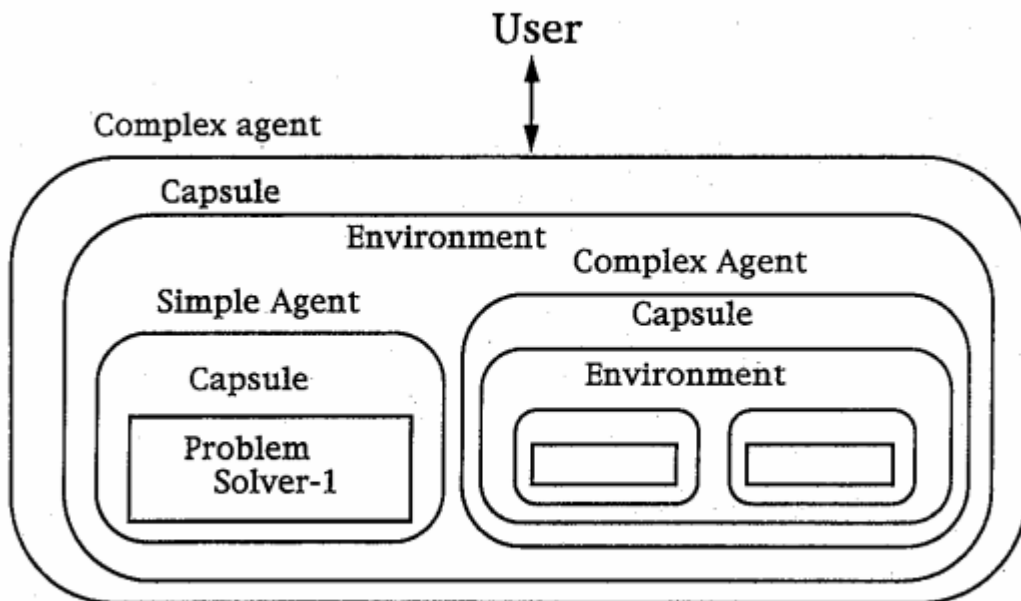 User
Complex agent
Capsule
Environment
Complex Agent
Simple Agent
Capsule
Capsule
Environment
Problem
Solver-1